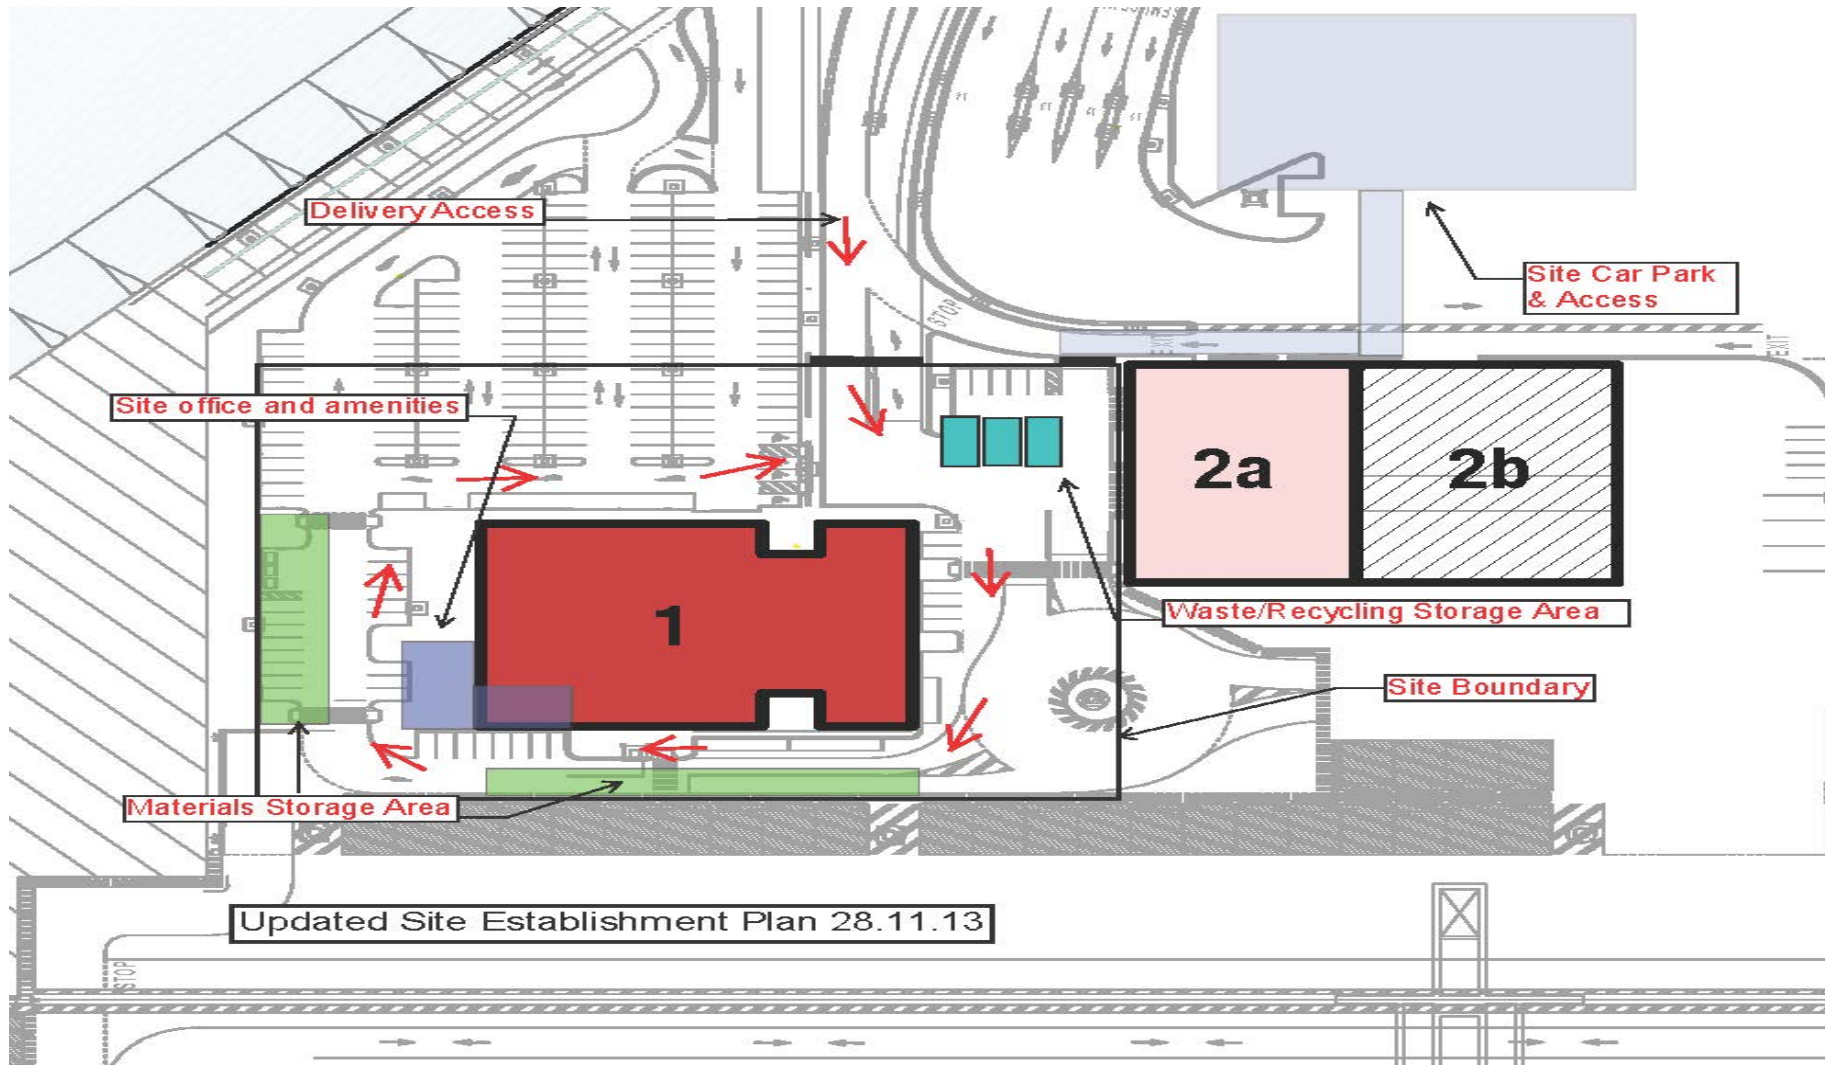 Delivery Access
STOP
Site Car Park
& Access
EXIT
EXIT
Site office and amenities
2a
2b
1
Waste/Recycling Storage Area
Site Boundary
Materials Storage Area
Updated Site Establishment Plan 28.11.13
STOP